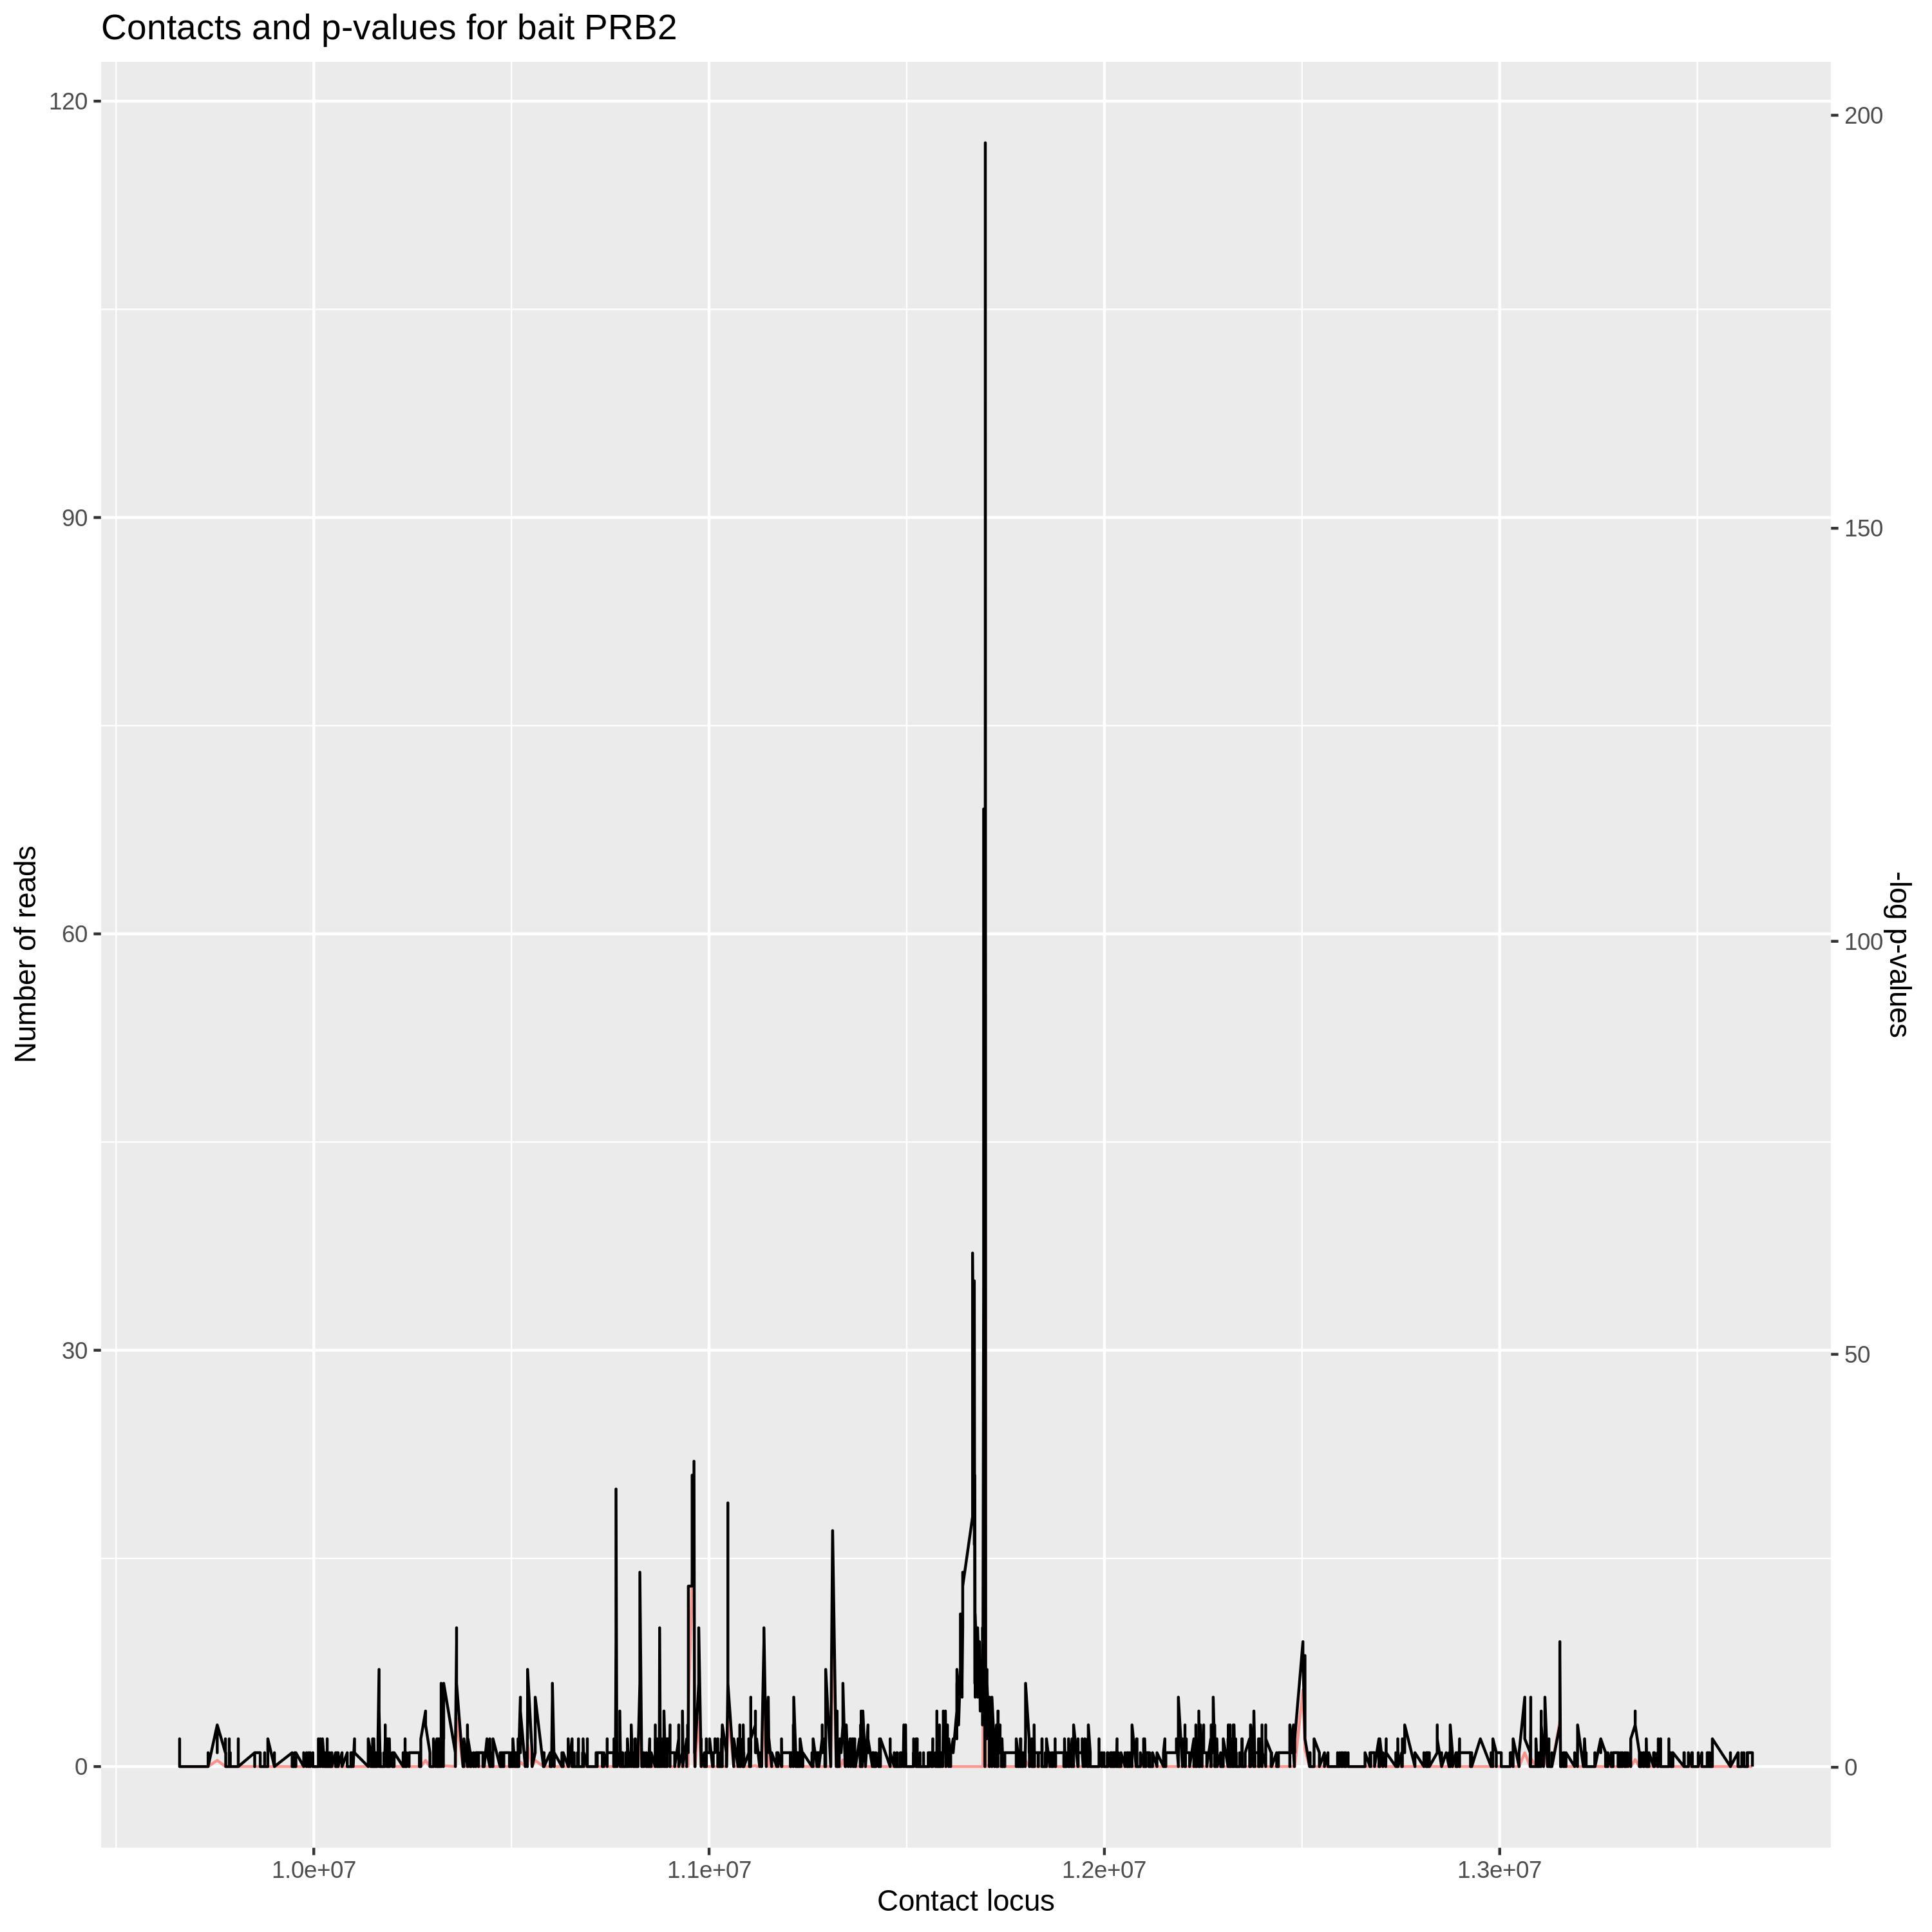 Contacts and p-values for bait PRB2
120
90
60
30
0
Number of reads
200
150
100
50
0
-log p-values
1.0e+07 1.1e+07 1.2e+07 1.3e+07
Contact locus